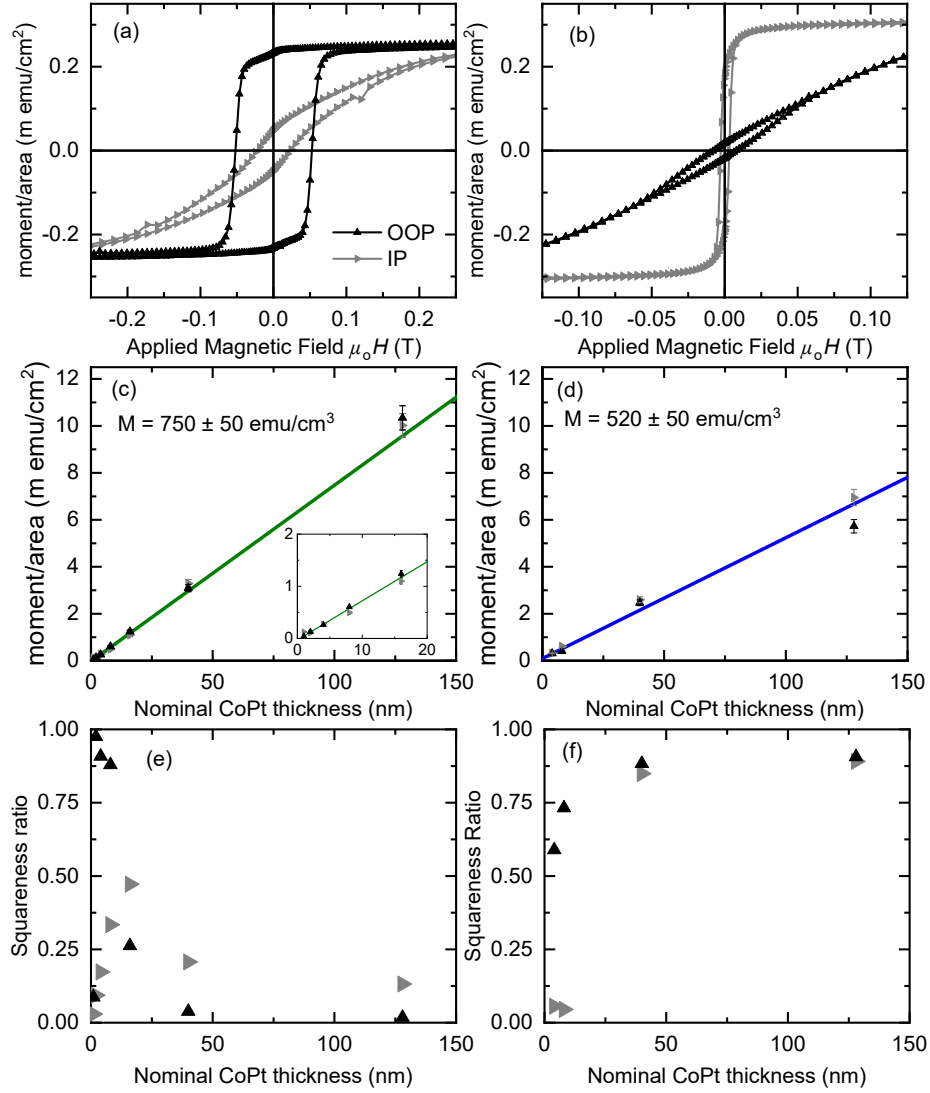 (a)
(b)
moment/area (m emu/cm²)
0.2
0.0
-0.2
OOP
IP
-0.2 -0.1 0.0 0.1 0.2
Applied Magnetic Field μₒH (T)
moment/area (m emu/cm²)
0.2
0.0
-0.2
-0.10 -0.05 0.00 0.05 0.10
Applied Magnetic Field μₒH (T)
(c)
M = 750 ± 50 emu/cm³
moment/area (m emu/cm²)
12
10
8
6
4
2
0
2
1
0
0 10 20
0 50 100 150
Nominal CoPt thickness (nm)
(d)
M = 520 ± 50 emu/cm³
moment/area (m emu/cm²)
12
10
8
6
4
2
0
0 50 100 150
Nominal CoPt thickness (nm)
(e)
Squareness ratio
1.00
0.75
0.50
0.25
0.00
0 50 100 150
Nominal CoPt thickness (nm)
(f)
Squareness Ratio
1.00
0.75
0.50
0.25
0.00
0 50 100 150
Nominal CoPt thickness (nm)